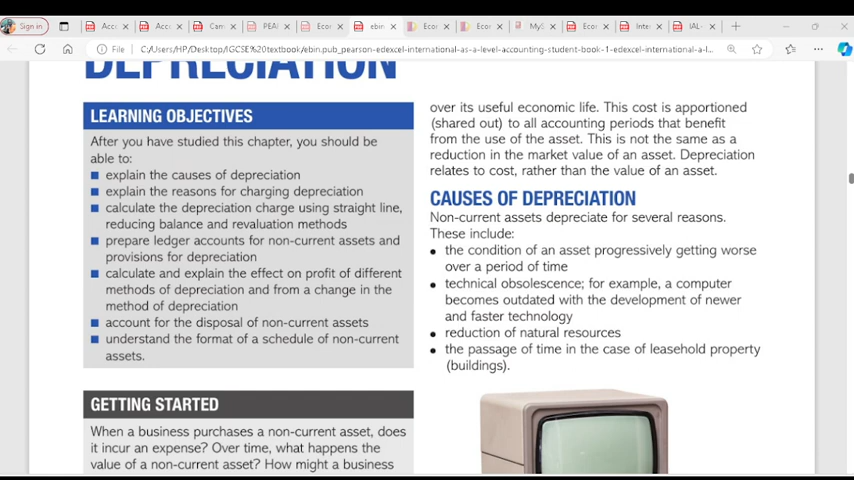 Sign in
Acc
Acc
Cam
PEA
Eco
ebin
Eco
Eco
MyS
Eco
Inte
IAL-
File
C:/Users/HP/Desktop/IGCSE%20textbook/ebin.pub_pearson-edexcel-international-as-a-level-accounting-student-book-1-edexcel-international-a-l...
DEPRECIATION
LEARNING OBJECTIVES
After you have studied this chapter, you should be
able to:
explain the causes of depreciation
explain the reasons for charging depreciation
calculate the depreciation charge using straight line,
reducing balance and revaluation methods
prepare ledger accounts for non-current assets and
provisions for depreciation
calculate and explain the effect on profit of different
methods of depreciation and from a change in the
method of depreciation
account for the disposal of non-current assets
understand the format of a schedule of non-current
assets.
GETTING STARTED
When a business purchases a non-current asset, does
it incur an expense? Over time, what happens the
value of a non-current asset? How might a business
over its useful economic life. This cost is apportioned
(shared out) to all accounting periods that benefit
from the use of the asset. This is not the same as a
reduction in the market value of an asset. Depreciation
relates to cost, rather than the value of an asset.
CAUSES OF DEPRECIATION
Non-current assets depreciate for several reasons.
These include:
• the condition of an asset progressively getting worse
over a period of time
• technical obsolescence; for example, a computer
becomes outdated with the development of newer
and faster technology
• reduction of natural resources
• the passage of time in the case of leasehold property
(buildings).